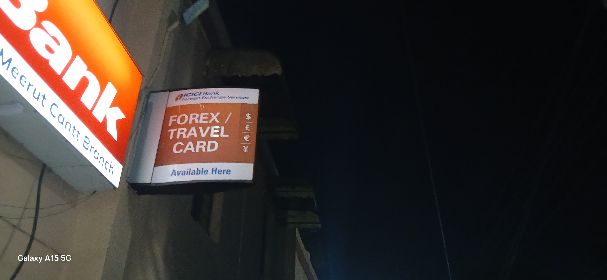 Bank
Meerut Cantt Branch
ICICI Bank
FOREX /
TRAVEL
CARD
$
£
€
¥
Available Here
Galaxy A15 5G